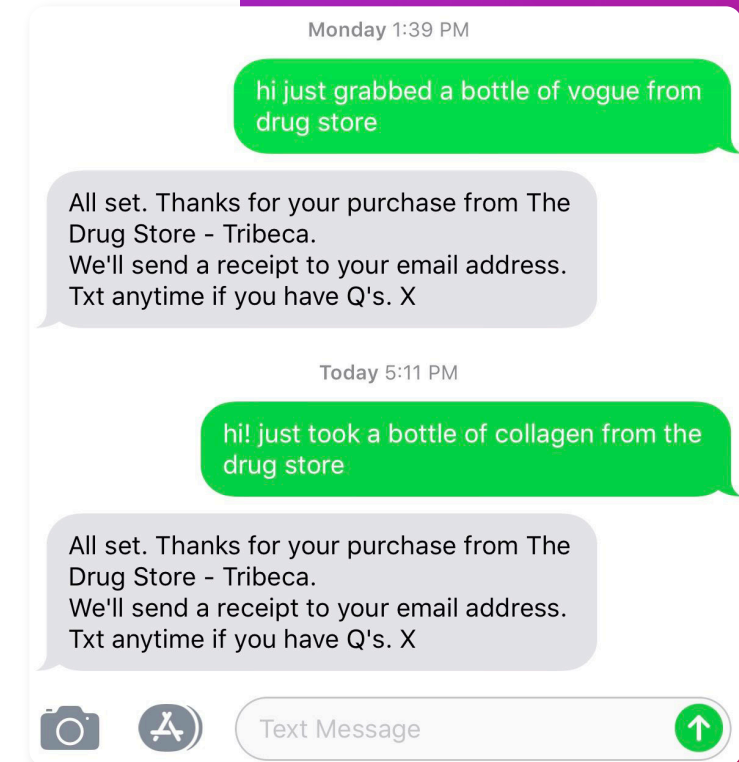 Monday 1:39 PM
hi just grabbed a bottle of vogue from
drug store
All set. Thanks for your purchase from The
Drug Store - Tribeca.
We'll send a receipt to your email address.
Txt anytime if you have Q's. X
Today 5:11 PM
hi! just took a bottle of collagen from the
drug store
All set. Thanks for your purchase from The
Drug Store - Tribeca.
We'll send a receipt to your email address.
Txt anytime if you have Q's. X
Text Message